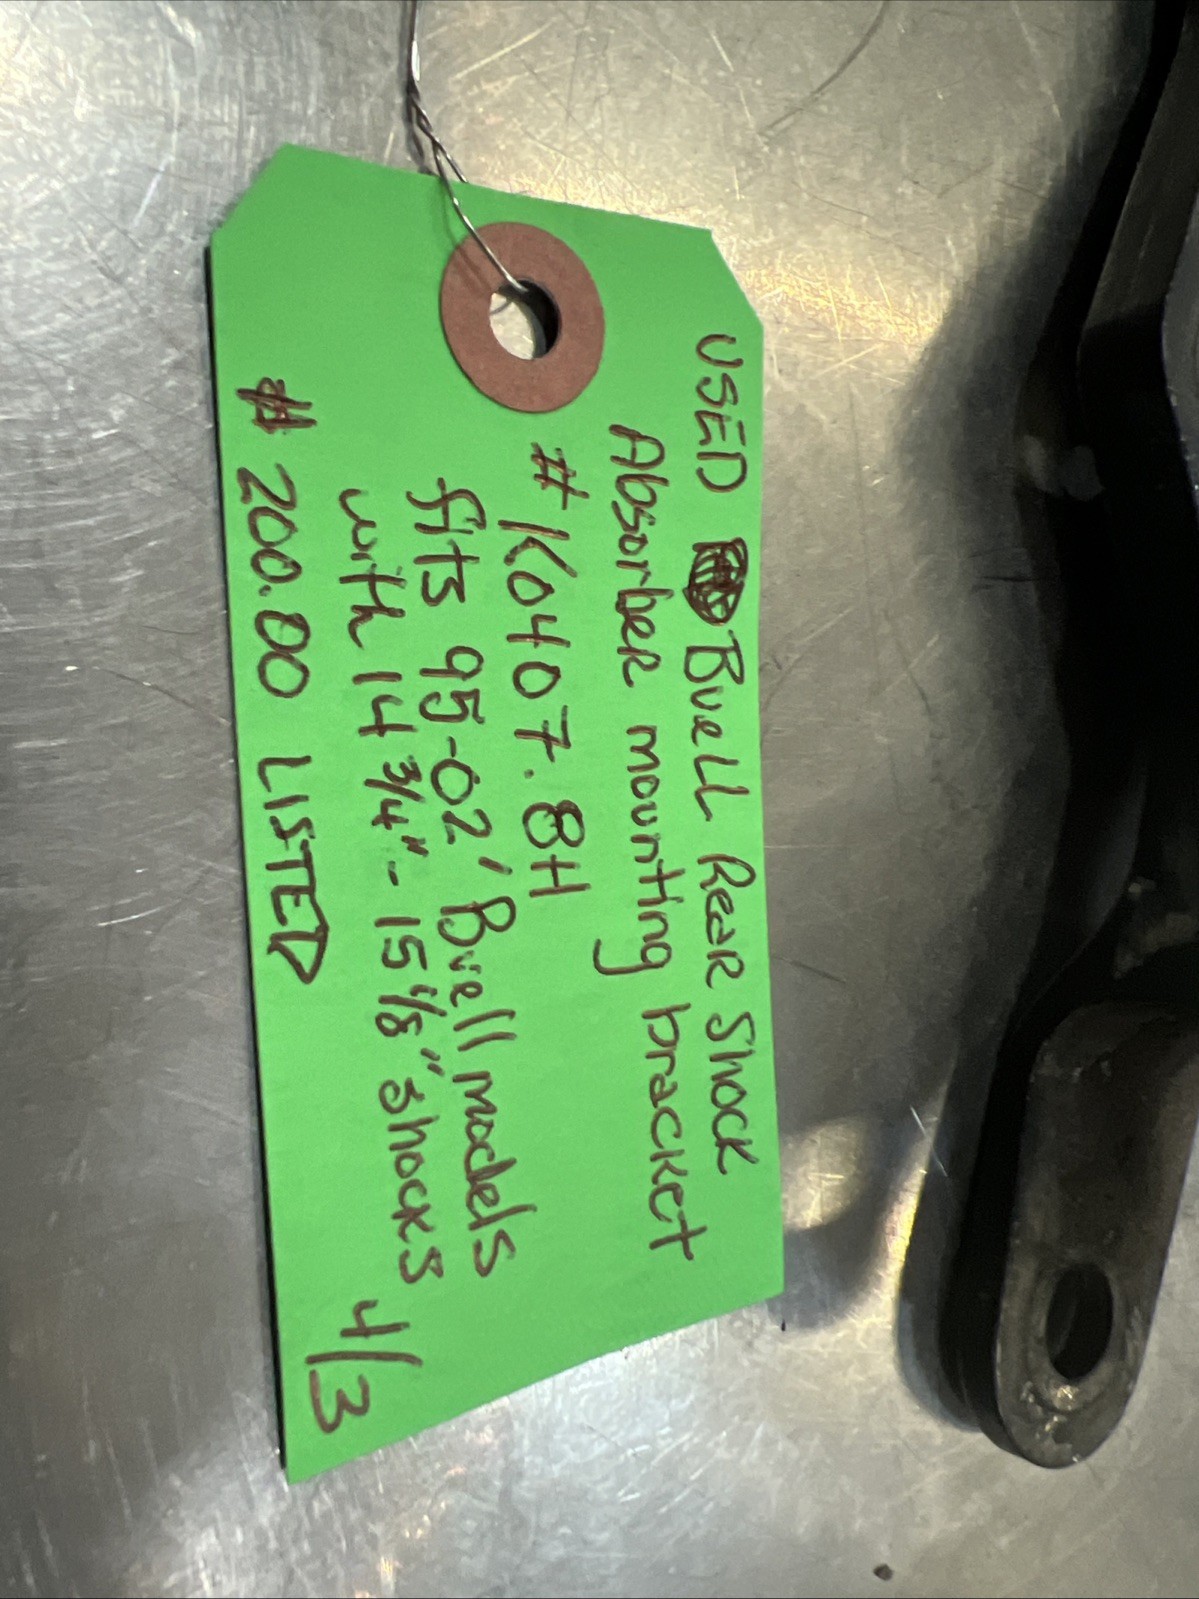 USED Buell Rear Shock
Absorber mounting bracket
#K0407.8H
fits 95-02' Buell models
with 14 3/4" - 15 1/8" shocks
# 200.00 LISTED 4/3